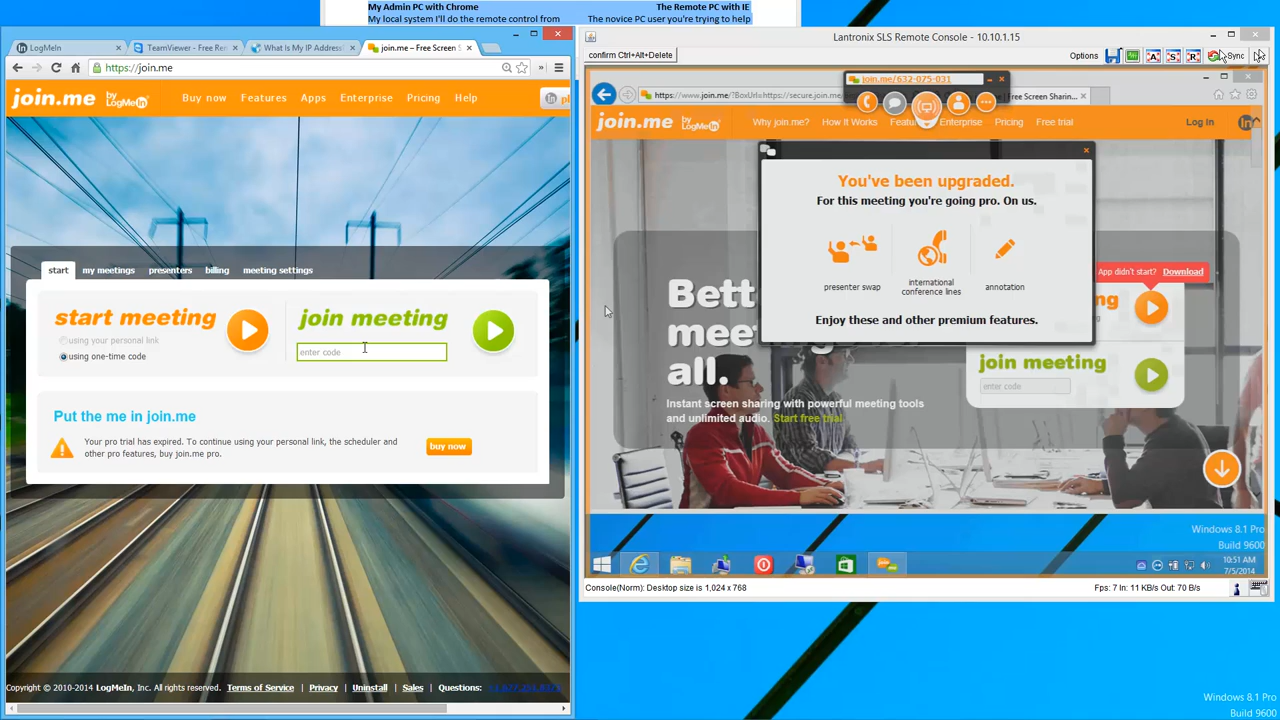 My Admin PC with Chrome
The Remote PC with IE
My local system I'll do the remote control from
The novice PC user you're trying to help
LogMeIn
TeamViewer - Free Rem
What Is My IP Address
join.me – Free Screen S
https://join.me
join.me by LogMeIn
Buy now
Features
Apps
Enterprise
Pricing
Help
start
my meetings
presenters
billing
meeting settings
start meeting
using your personal link
using one-time code
join meeting
enter code
Put the me in join.me
Your pro trial has expired. To continue using your personal link, the scheduler and
other pro features, buy join.me pro.
buy now
Copyright © 2010-2014 LogMeIn, Inc. All rights reserved.
Terms of Service
Privacy
Uninstall
Sales
Questions:
Lantronix SLS Remote Console - 10.10.1.15
confirm Ctrl+Alt+Delete
Options
A
S
R
Sync
join.me/632-075-031
https://www.join.me/?BoxUrl=https://secure.join.me
Free Screen Sharing...
join.me by LogMeIn
Why join.me?
How It Works
Enterprise
Pricing
Free trial
Log In
You've been upgraded.
For this meeting you're going pro. On us.
presenter swap
international
conference lines
annotation
Enjoy these and other premium features.
App didn't start? Download
join meeting
enter code
all.
Instant screen sharing with powerful meeting tools
and unlimited audio. Start free trial
Windows 8.1 Pro
Build 9600
10:51 AM
7/5/2014
Console(Norm): Desktop size is 1,024 x 768
Fps: 7 In: 11 KB/s Out: 70 B/s
Windows 8.1 Pro
Build 9600